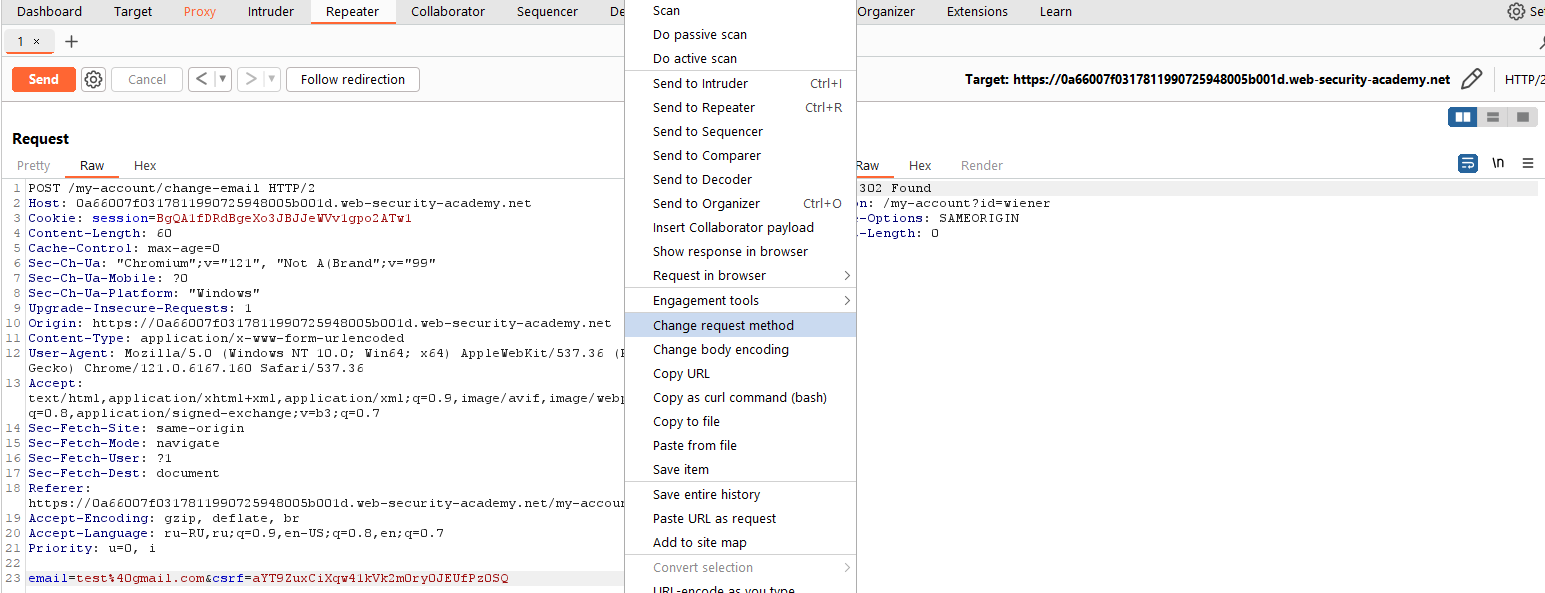 Dashboard Target Proxy Intruder Repeater Collaborator Sequencer Organizer Extensions Learn
1 × +
Send Cancel < > Follow redirection Target: https://0a66007f0317811990725948005b001d.web-security-academy.net HTTP/2
Request
Pretty Raw Hex
Raw Hex Render \n
1 POST /my-account/change-email HTTP/2
2 Host: 0a66007f0317811990725948005b001d.web-security-academy.net
3 Cookie: session=BgQA1fDRdBgeXo3JBJJeWVv1gpo2ATw1
4 Content-Length: 60
5 Cache-Control: max-age=0
6 Sec-Ch-Ua: "Chromium";v="121", "Not A(Brand";v="99"
7 Sec-Ch-Ua-Mobile: ?0
8 Sec-Ch-Ua-Platform: "Windows"
9 Upgrade-Insecure-Requests: 1
10 Origin: https://0a66007f0317811990725948005b001d.web-security-academy.net
11 Content-Type: application/x-www-form-urlencoded
12 User-Agent: Mozilla/5.0 (Windows NT 10.0; Win64; x64) AppleWebKit/537.36
Gecko) Chrome/121.0.6167.160 Safari/537.36
13 Accept:
text/html,application/xhtml+xml,application/xml;q=0.9,image/avif,image/webp
q=0.8,application/signed-exchange;v=b3;q=0.7
14 Sec-Fetch-Site: same-origin
15 Sec-Fetch-Mode: navigate
16 Sec-Fetch-User: ?1
17 Sec-Fetch-Dest: document
18 Referer:
https://0a66007f0317811990725948005b001d.web-security-academy.net/my-accou
19 Accept-Encoding: gzip, deflate, br
20 Accept-Language: ru-RU,ru;q=0.9,en-US;q=0.8,en;q=0.7
21 Priority: u=0, i
22
23 email=test%40gmail.com&csrf=aYT9ZuxCiXqw41kVk2m0ry0JEUfPz0SQ
Scan
Do passive scan
Do active scan
Send to Intruder Ctrl+I
Send to Repeater Ctrl+R
Send to Sequencer
Send to Comparer
Send to Decoder
Send to Organizer Ctrl+O
Insert Collaborator payload
Show response in browser
Request in browser >
Engagement tools >
Change request method
Change body encoding
Copy URL
Copy as curl command (bash)
Copy to file
Paste from file
Save item
Save entire history
Paste URL as request
Add to site map
Convert selection >
URL-encode as you type
302 Found
on: /my-account?id=wiener
e-Options: SAMEORIGIN
-Length: 0